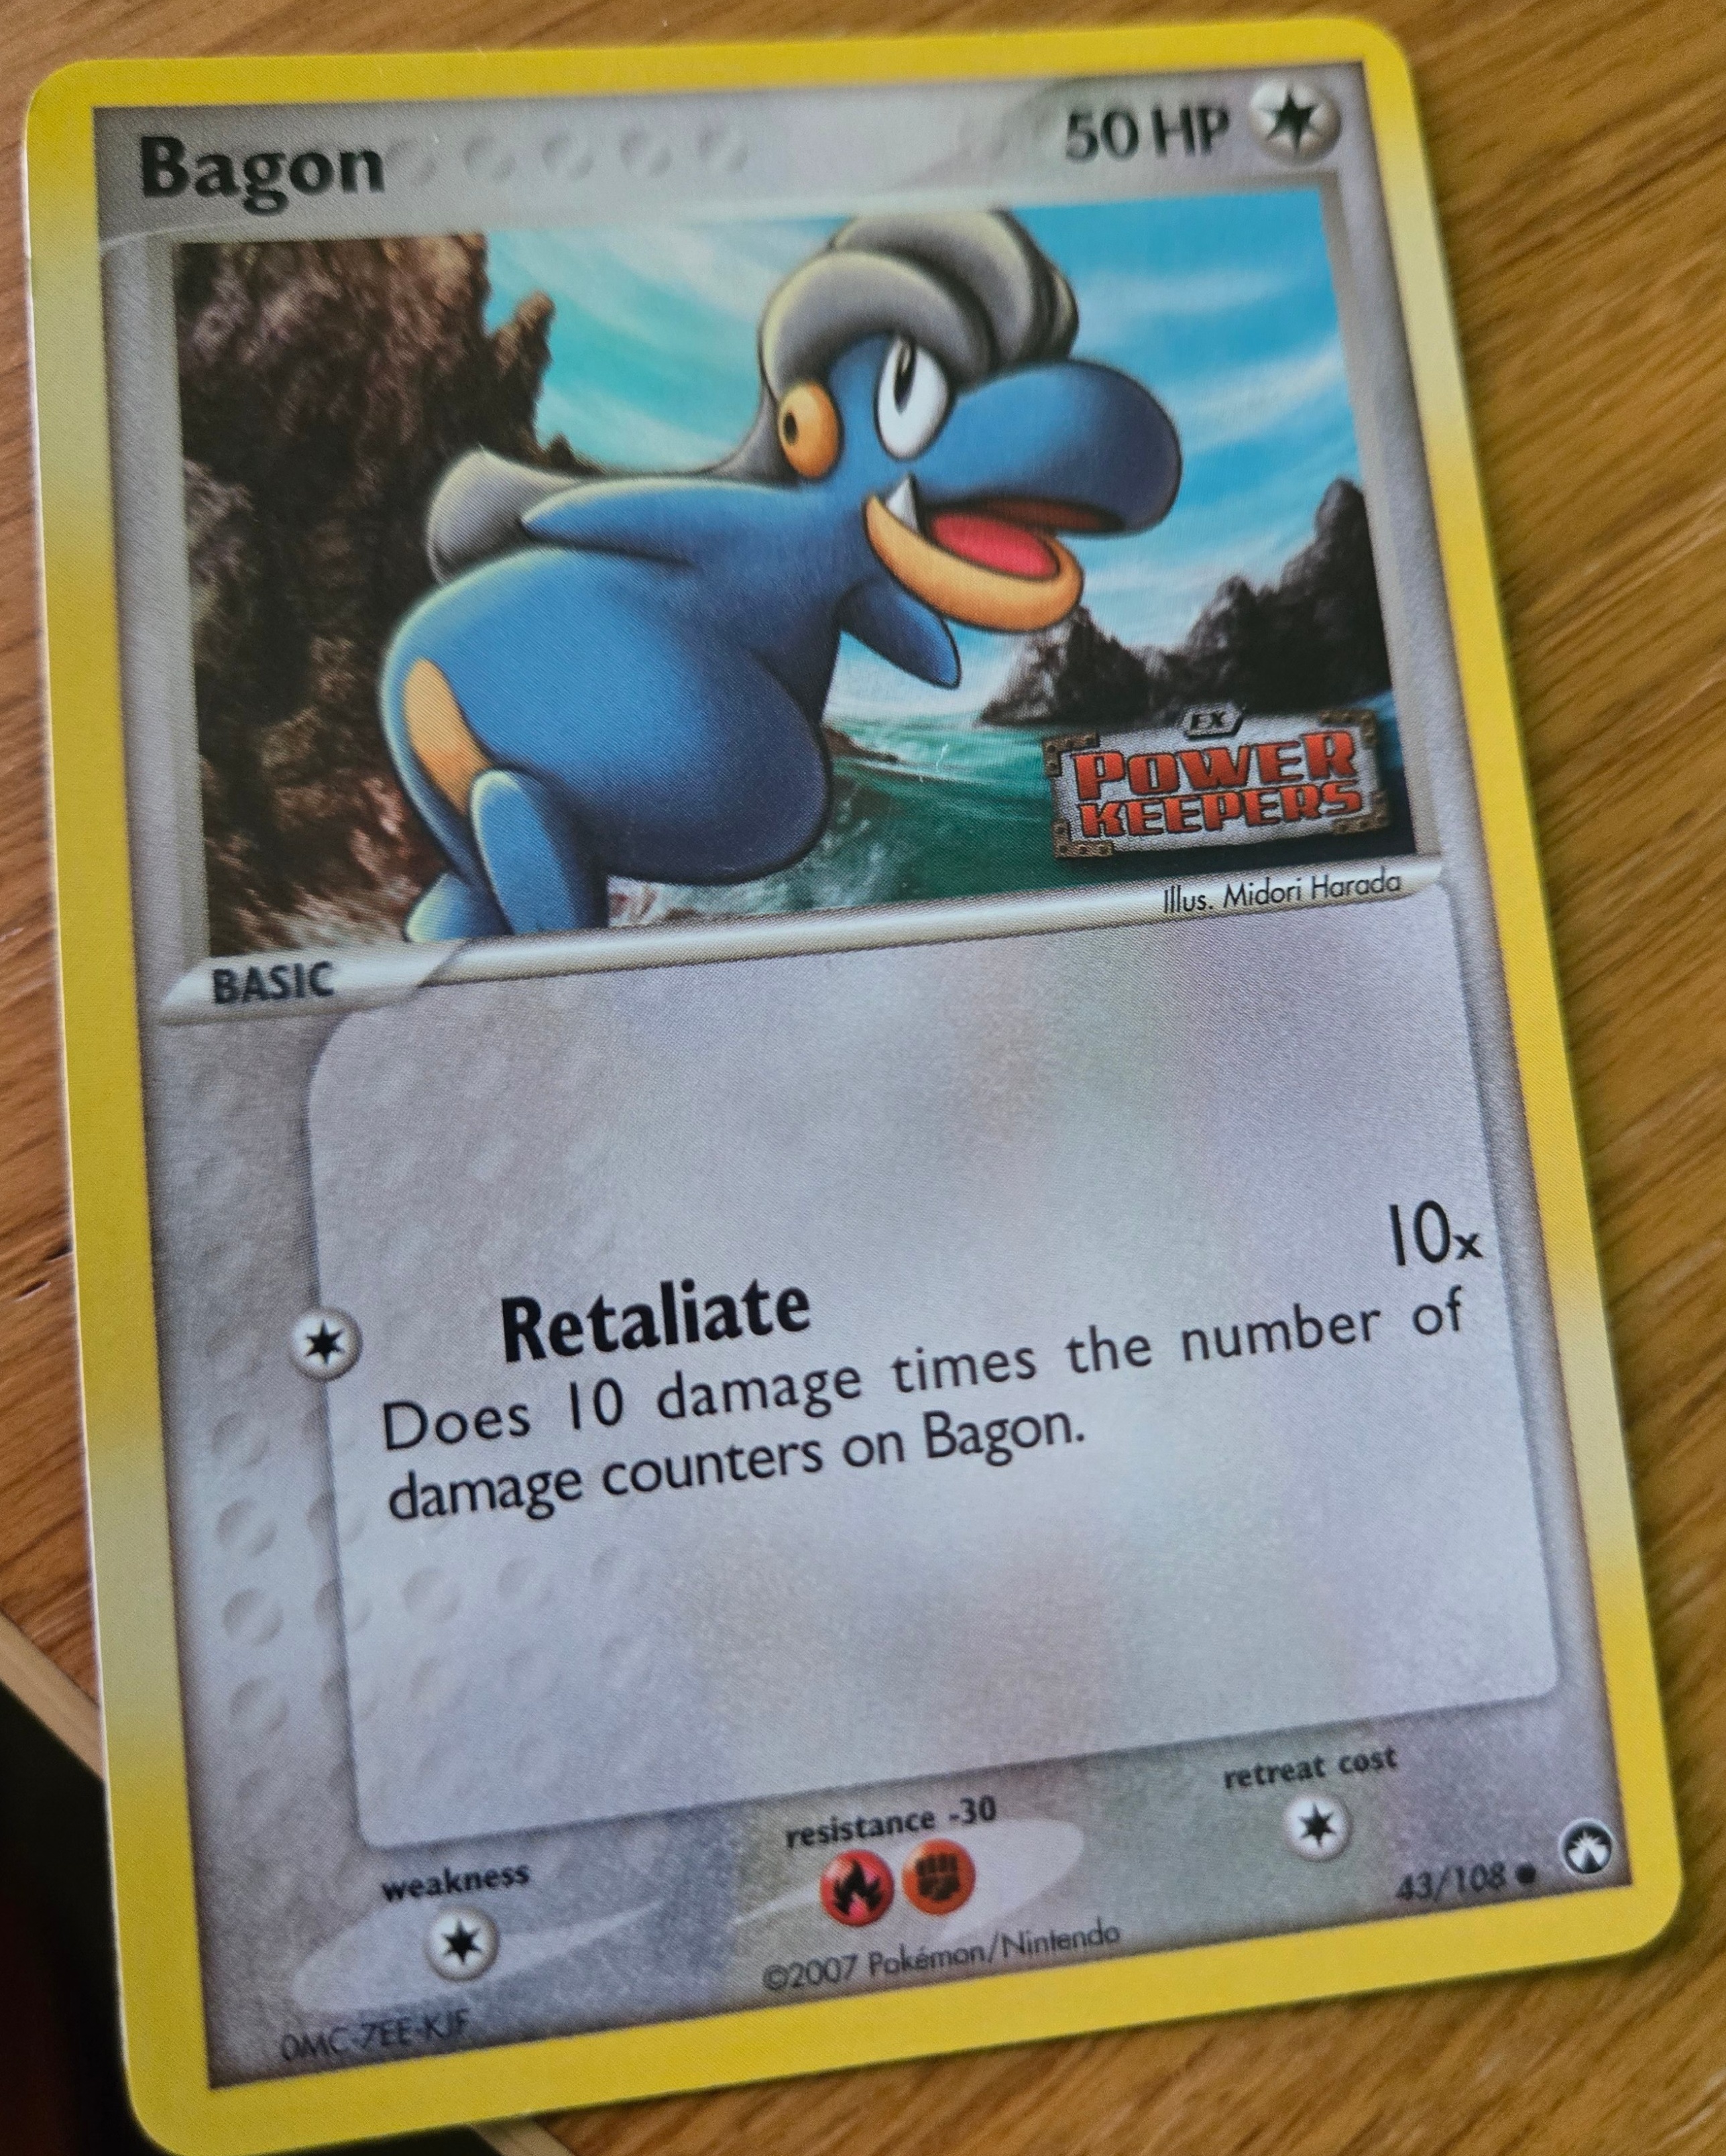 Bagon
50 HP
EX
POWER
KEEPERS
Illus. Midori Harada
BASIC
10x
Retaliate
Does 10 damage times the number of
damage counters on Bagon.
weakness
resistance -30
retreat cost
43/108
©2007 Pokémon/Nintendo
0MC-7EE-KJF